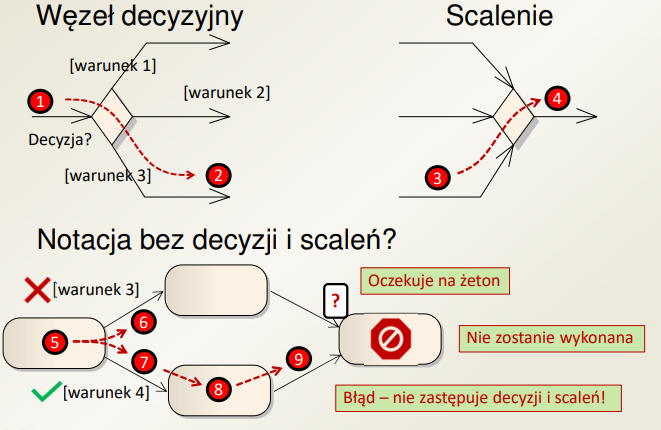 Węzeł decyzyjny
Scalenie
[warunek 1]
1
[warunek 2]
4
Decyzja?
[warunek 3]
2
3
Notacja bez decyzji i scaleń?
[warunek 3]
Oczekuje na żeton
?
6
5
Nie zostanie wykonana
7
9
8
[warunek 4]
Błąd – nie zastępuje decyzji i scaleń!